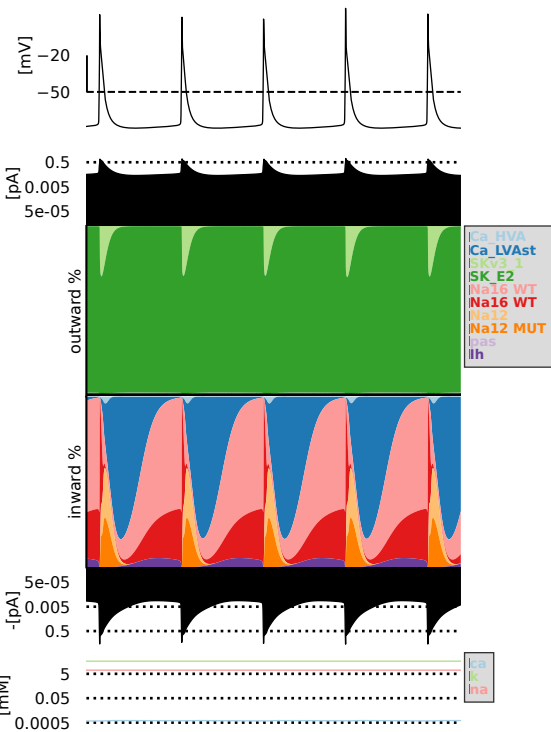 [mV]
−20
−50
[pA]
0.5
0.005
5e-05
outward %
Ca_HVA
Ca_LVAst
SKv3_1
SK_E2
Na16 WT
Na16 WT
Na12
Na12 MUT
pas
Ih
inward %
-[pA]
5e-05
0.005
0.5
[mM]
5
0.05
0.0005
ca
k
na